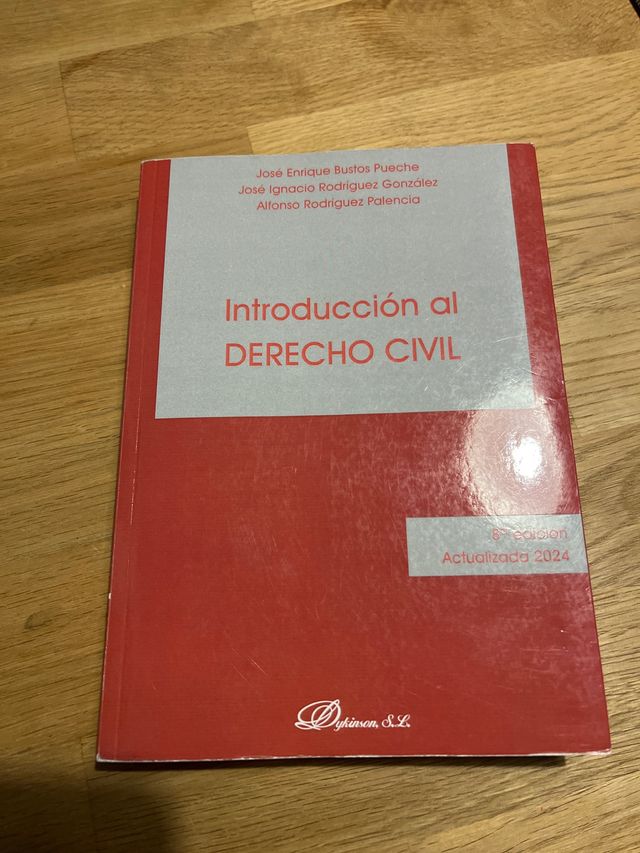 José Enrique Bustos Pueche
José Ignacio Rodríguez González
Alfonso Rodríguez Palencia
Introducción al
DERECHO CIVIL
8ª edición
Actualizada 2024
Dykinson, S.L.